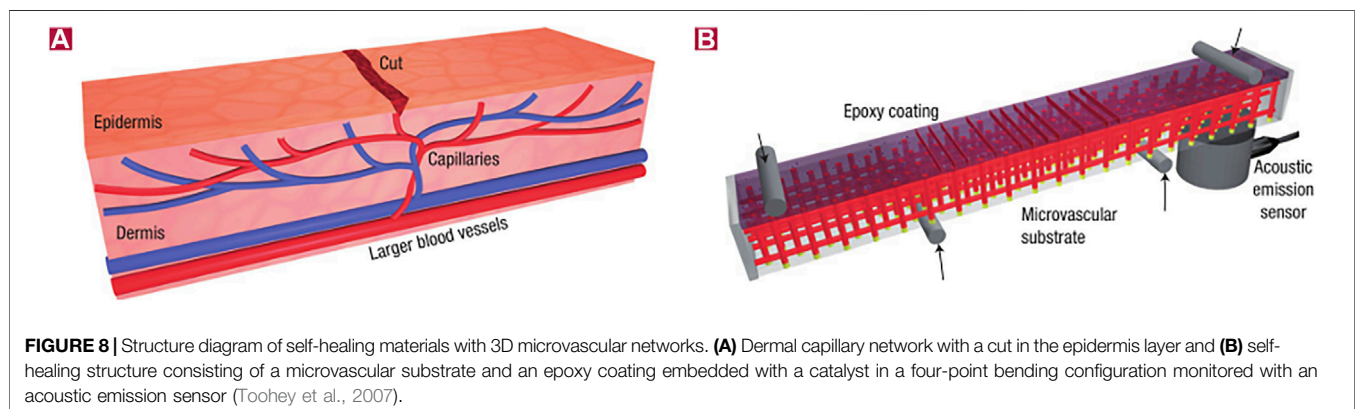 A
Cut
Epidermis
Capillaries
Dermis
Larger blood vessels
B
Epoxy coating
Acoustic
emission
sensor
Microvascular
substrate
FIGURE 8 | Structure diagram of self-healing materials with 3D microvascular networks. (A) Dermal capillary network with a cut in the epidermis layer and (B) self-
healing structure consisting of a microvascular substrate and an epoxy coating embedded with a catalyst in a four-point bending configuration monitored with an
acoustic emission sensor (Toohey et al., 2007).